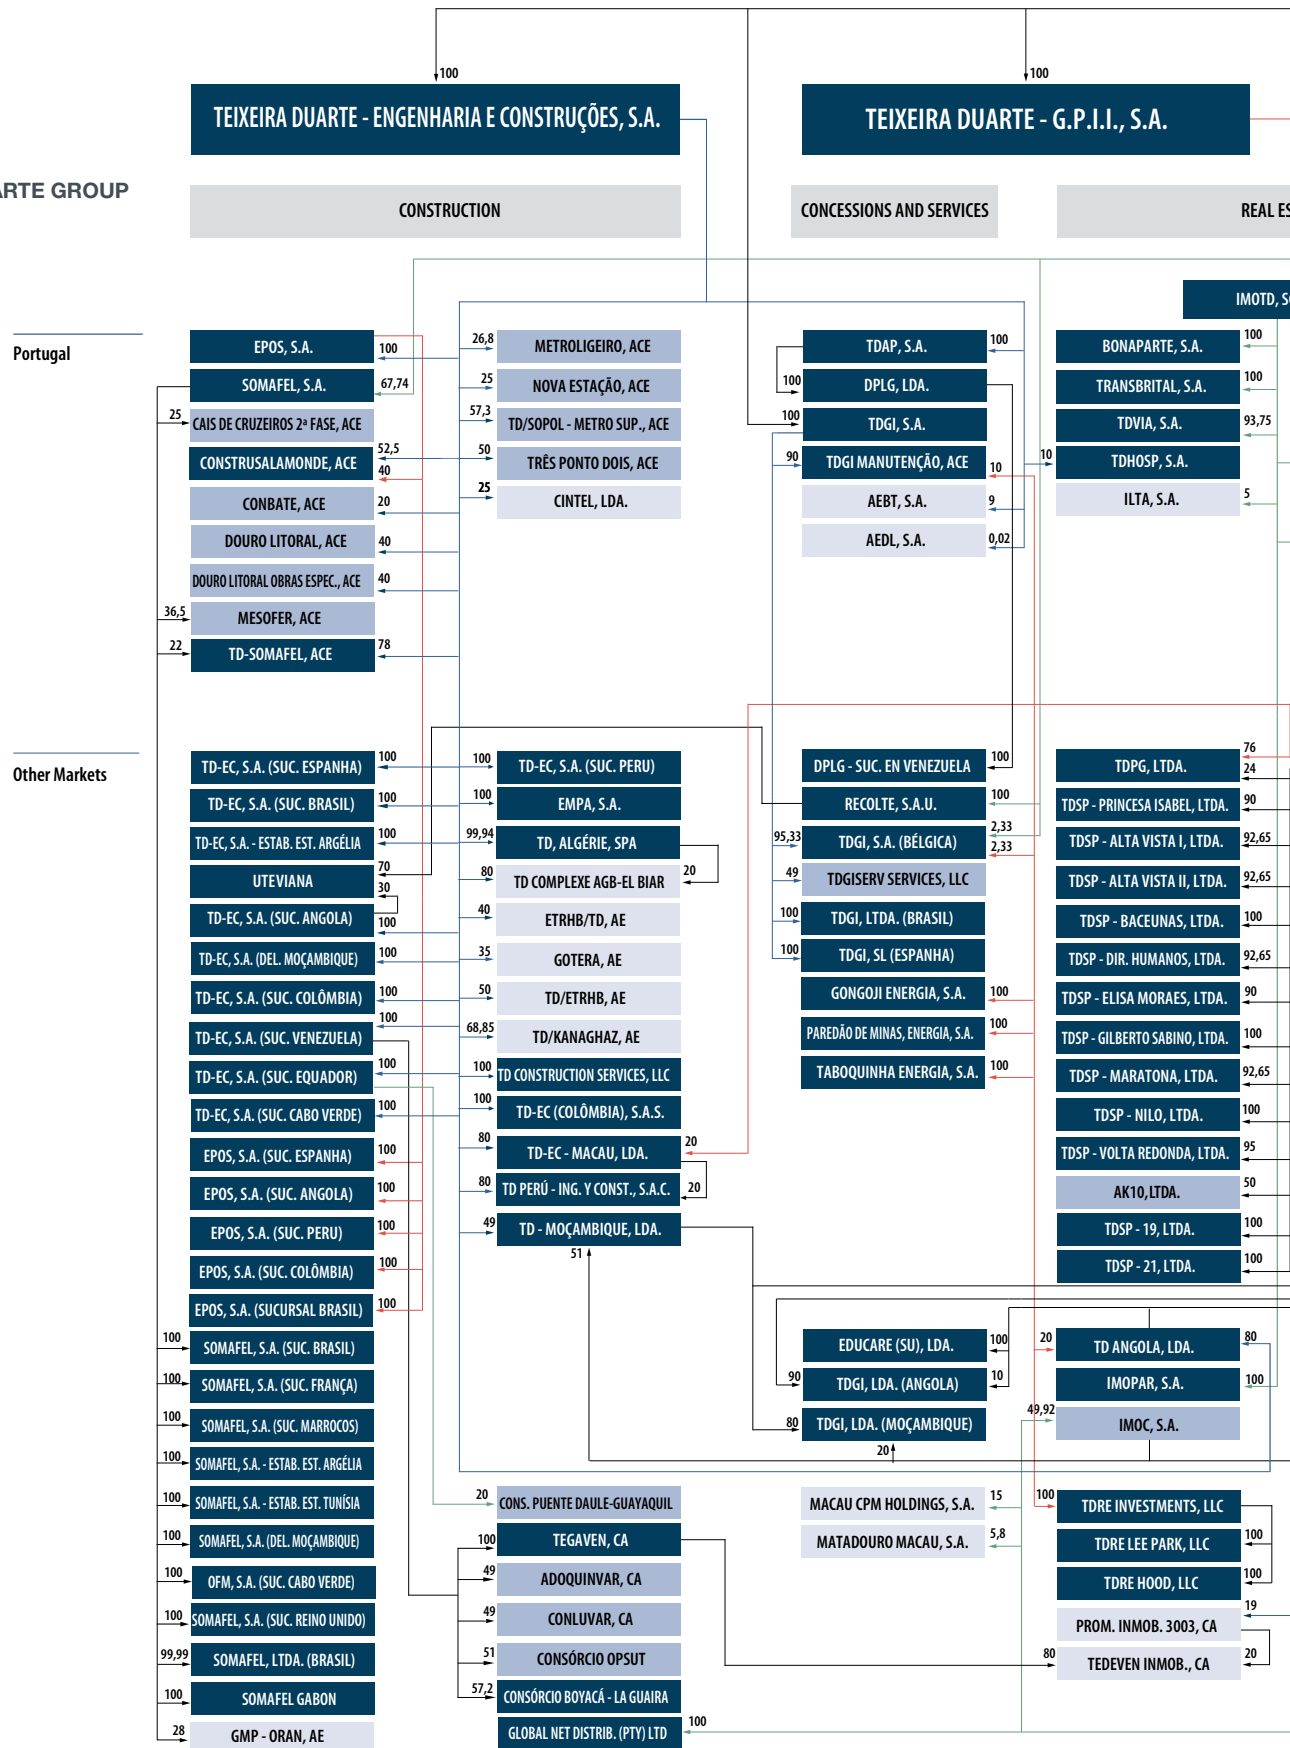 100
100
TEIXEIRA DUARTE - ENGENHARIA E CONSTRUÇÕES, S.A.
TEIXEIRA DUARTE - G.P.I.I., S.A.
ARTE GROUP
CONSTRUCTION
CONCESSIONS AND SERVICES
REAL ES
IMOTD, S
Portugal
EPOS, S.A.
100
SOMAFEL, S.A.
67,74
25
CAIS DE CRUZEIROS 2ª FASE, ACE
CONSTRUSALAMONDE, ACE
52,5
40
CONBATE, ACE
20
DOURO LITORAL, ACE
40
DOURO LITORAL OBRAS ESPEC., ACE
40
36,5
MESOFER, ACE
22
TD-SOMAFEL, ACE
78
26,8
METROLIGEIRO, ACE
25
NOVA ESTAÇÃO, ACE
57,3
TD/SOPOL - METRO SUP., ACE
50
TRÊS PONTO DOIS, ACE
25
CINTEL, LDA.
TDAP, S.A.
100
100
DPLG, LDA.
100
TDGI, S.A.
90
TDGI MANUTENÇÃO, ACE
10
AEBT, S.A.
9
AEDL, S.A.
0,02
BONAPARTE, S.A.
100
TRANSBRITAL, S.A.
100
TDVIA, S.A.
93,75
10
TDHOSP, S.A.
ILTA, S.A.
5
Other Markets
TD-EC, S.A. (SUC. ESPANHA)
100
TD-EC, S.A. (SUC. BRASIL)
100
TD-EC, S.A. - ESTAB. EST. ARGÉLIA
100
UTEVIANA
70
30
TD-EC, S.A. (SUC. ANGOLA)
100
TD-EC, S.A. (DEL. MOÇAMBIQUE)
100
TD-EC, S.A. (SUC. COLÔMBIA)
100
TD-EC, S.A. (SUC. VENEZUELA)
100
TD-EC, S.A. (SUC. EQUADOR)
100
TD-EC, S.A. (SUC. CABO VERDE)
100
EPOS, S.A. (SUC. ESPANHA)
100
EPOS, S.A. (SUC. ANGOLA)
100
EPOS, S.A. (SUC. PERU)
100
EPOS, S.A. (SUC. COLÔMBIA)
100
EPOS, S.A. (SUCURSAL BRASIL)
100
100
SOMAFEL, S.A. (SUC. BRASIL)
100
SOMAFEL, S.A. (SUC. FRANÇA)
100
SOMAFEL, S.A. (SUC. MARROCOS)
100
SOMAFEL, S.A. - ESTAB. EST. ARGÉLIA
100
SOMAFEL, S.A. - ESTAB. EST. TUNÍSIA
100
SOMAFEL, S.A. (DEL. MOÇAMBIQUE)
100
OFM, S.A. (SUC. CABO VERDE)
100
SOMAFEL, S.A. (SUC. REINO UNIDO)
99,99
SOMAFEL, LTDA. (BRASIL)
100
SOMAFEL GABON
28
GMP - ORAN, AE
100
TD-EC, S.A. (SUC. PERU)
100
EMPA, S.A.
99,94
TD, ALGÉRIE, SPA
80
TD COMPLEXE AGB-EL BIAR
20
40
ETRHB/TD, AE
35
GOTERA, AE
50
TD/ETRHB, AE
68,85
TD/KANAGHAZ, AE
100
TD CONSTRUCTION SERVICES, LLC
100
TD-EC (COLÔMBIA), S.A.S.
80
TD-EC - MACAU, LDA.
20
80
TD PERÚ - ING. Y CONST., S.A.C.
20
49
TD - MOÇAMBIQUE, LDA.
51
20
CONS. PUENTE DAULE-GUAYAQUIL
100
TEGAVEN, CA
49
ADOQUINVAR, CA
49
CONLUVAR, CA
51
CONSÓRCIO OPSUT
57,2
CONSÓRCIO BOYACÁ - LA GUAIRA
GLOBAL NET DISTRIB. (PTY) LTD
100
DPLG - SUC. EN VENEZUELA
100
RECOLTE, S.A.U.
100
95,33
TDGI, S.A. (BÉLGICA)
2,33
2,33
49
TDGISERV SERVICES, LLC
100
TDGI, LTDA. (BRASIL)
100
TDGI, SL (ESPANHA)
GONGOJI ENERGIA, S.A.
100
PAREDÃO DE MINAS, ENERGIA, S.A.
100
TABOQUINHA ENERGIA, S.A.
100
EDUCARE (SU), LDA.
100
90
TDGI, LDA. (ANGOLA)
10
80
TDGI, LDA. (MOÇAMBIQUE)
20
MACAU CPM HOLDINGS, S.A.
15
MATADOURO MACAU, S.A.
5,8
TDPG, LTDA.
76
24
TDSP - PRINCESA ISABEL, LTDA.
90
TDSP - ALTA VISTA I, LTDA.
92,65
TDSP - ALTA VISTA II, LTDA.
92,65
TDSP - BACEUNAS, LTDA.
100
TDSP - DIR. HUMANOS, LTDA.
92,65
TDSP - ELISA MORAES, LTDA.
90
TDSP - GILBERTO SABINO, LTDA.
100
TDSP - MARATONA, LTDA.
92,65
TDSP - NILO, LTDA.
100
TDSP - VOLTA REDONDA, LTDA.
95
AK10, LTDA.
50
TDSP - 19, LTDA.
100
TDSP - 21, LTDA.
100
20
TD ANGOLA, LDA.
80
IMOPAR, S.A.
100
49,92
IMOC, S.A.
100
TDRE INVESTMENTS, LLC
TDRE LEE PARK, LLC
100
TDRE HOOD, LLC
100
PROM. INMOB. 3003, CA
19
80
TEDEVEN INMOB., CA
20